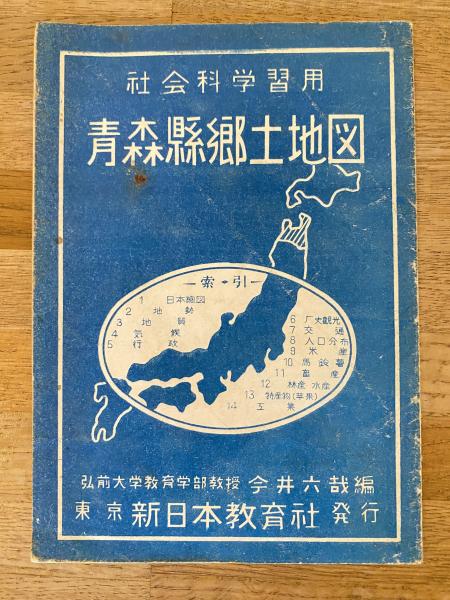 社会科学習用
青森縣郷土地図
索・引
1 日本総図
2 地勢
3 地質
4 気候
5 行政
6 厂史観光
7 交通
8 人口分布
9 米産
10 馬鈴薯
11 畜産
12 林産 水産
13 特産物(苹果)
14 工業
弘前大学教育学部教授 今井六哉編
東京 新日本教育社 発行